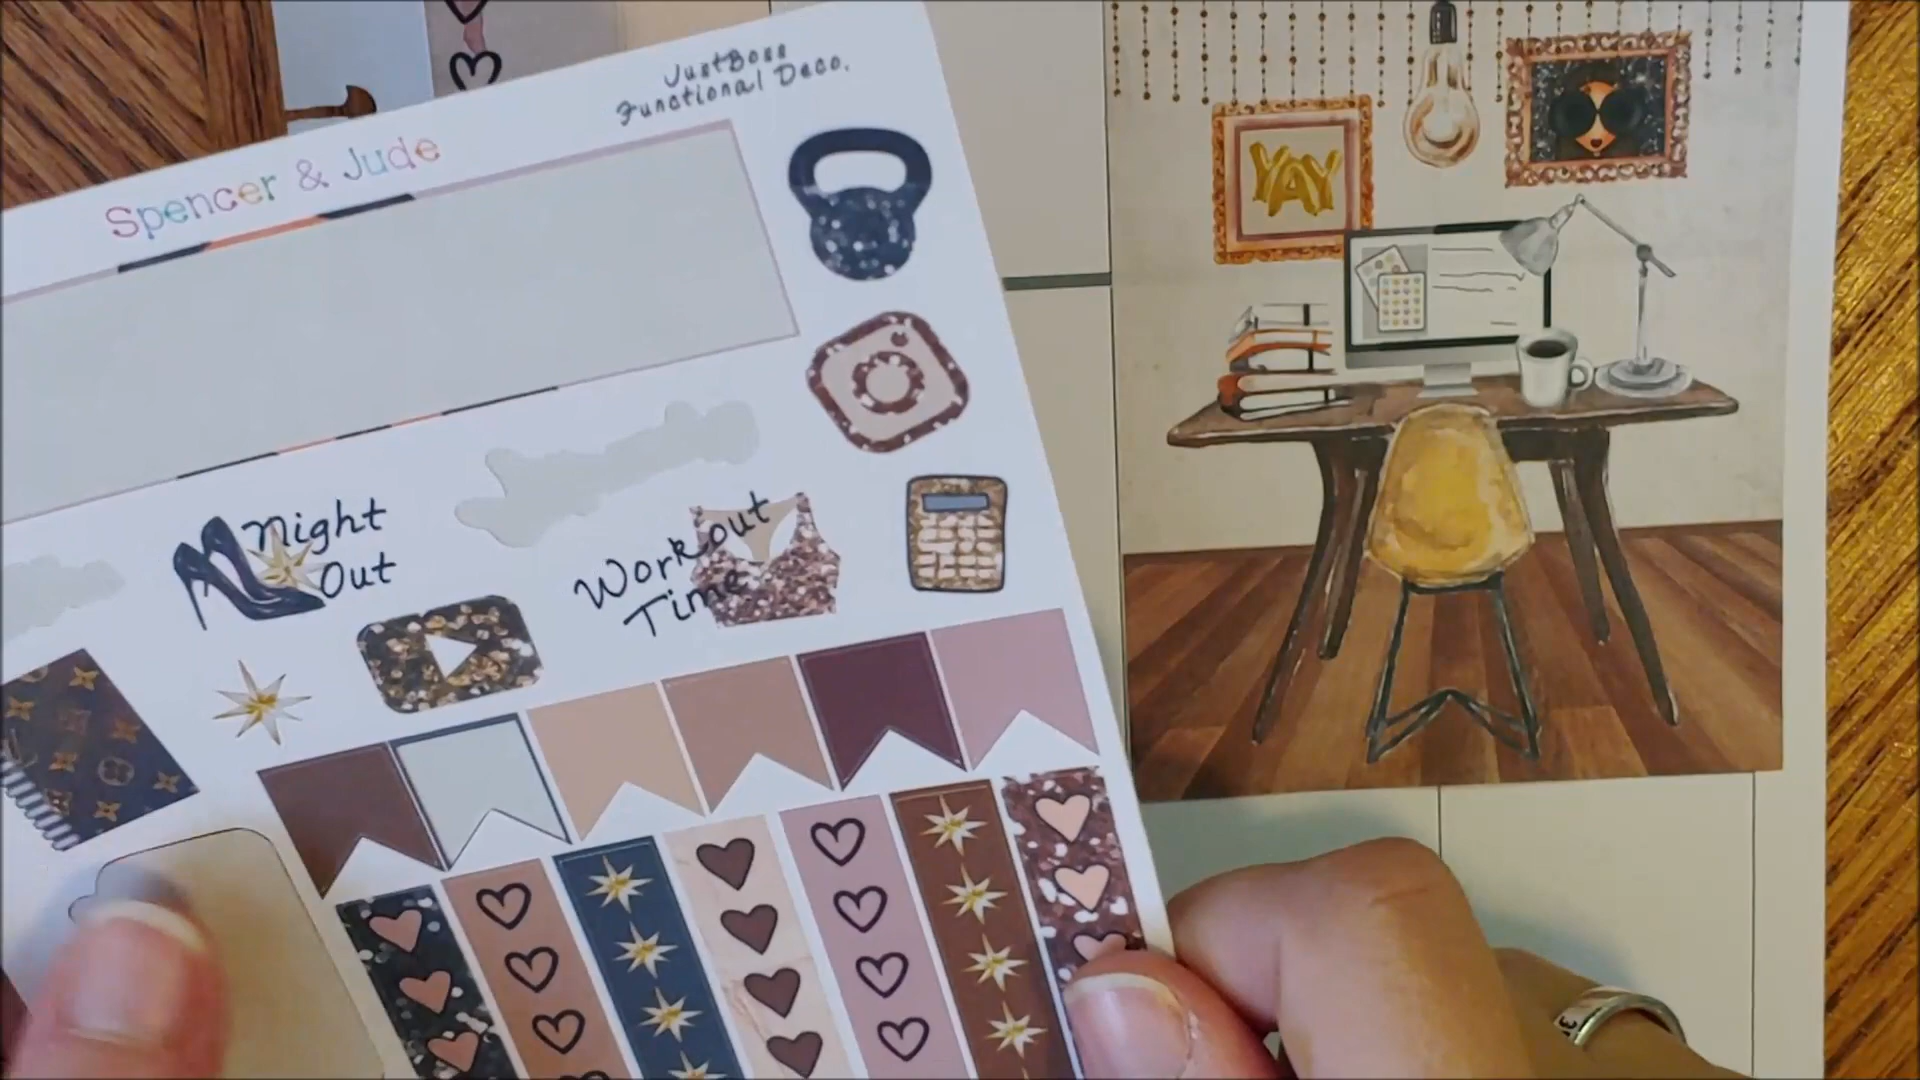 JustBoss
Functional Deco.
Spencer & Jude
YAY
Night
Out
Workout
Time